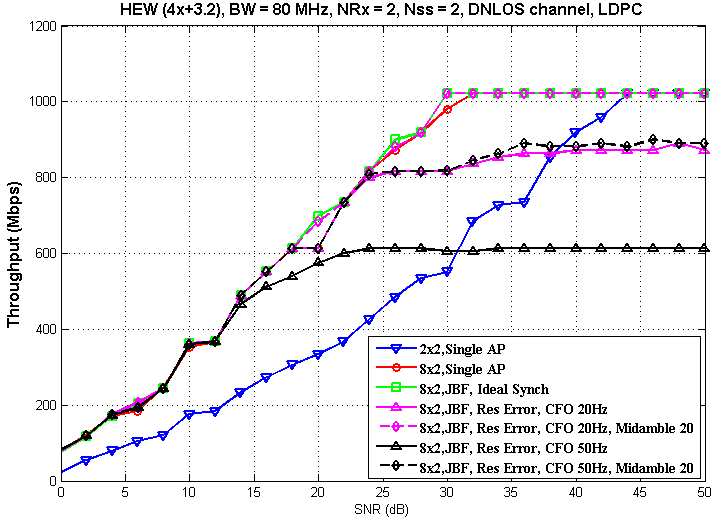 HEW (4x+3.2), BW = 80 MHz, NRx = 2, Nss = 2, DNLOS channel, LDPC
1200
1000
800
600
400
200
0
Throughput (Mbps)
2x2,Single AP
8x2,Single AP
8x2,JBF, Ideal Synch
8x2,JBF, Res Error, CFO 20Hz
8x2,JBF, Res Error, CFO 20Hz, Midamble 20
8x2,JBF, Res Error, CFO 50Hz
8x2,JBF, Res Error, CFO 50Hz, Midamble 20
0 5 10 15 20 25 30 35 40 45 50
SNR (dB)